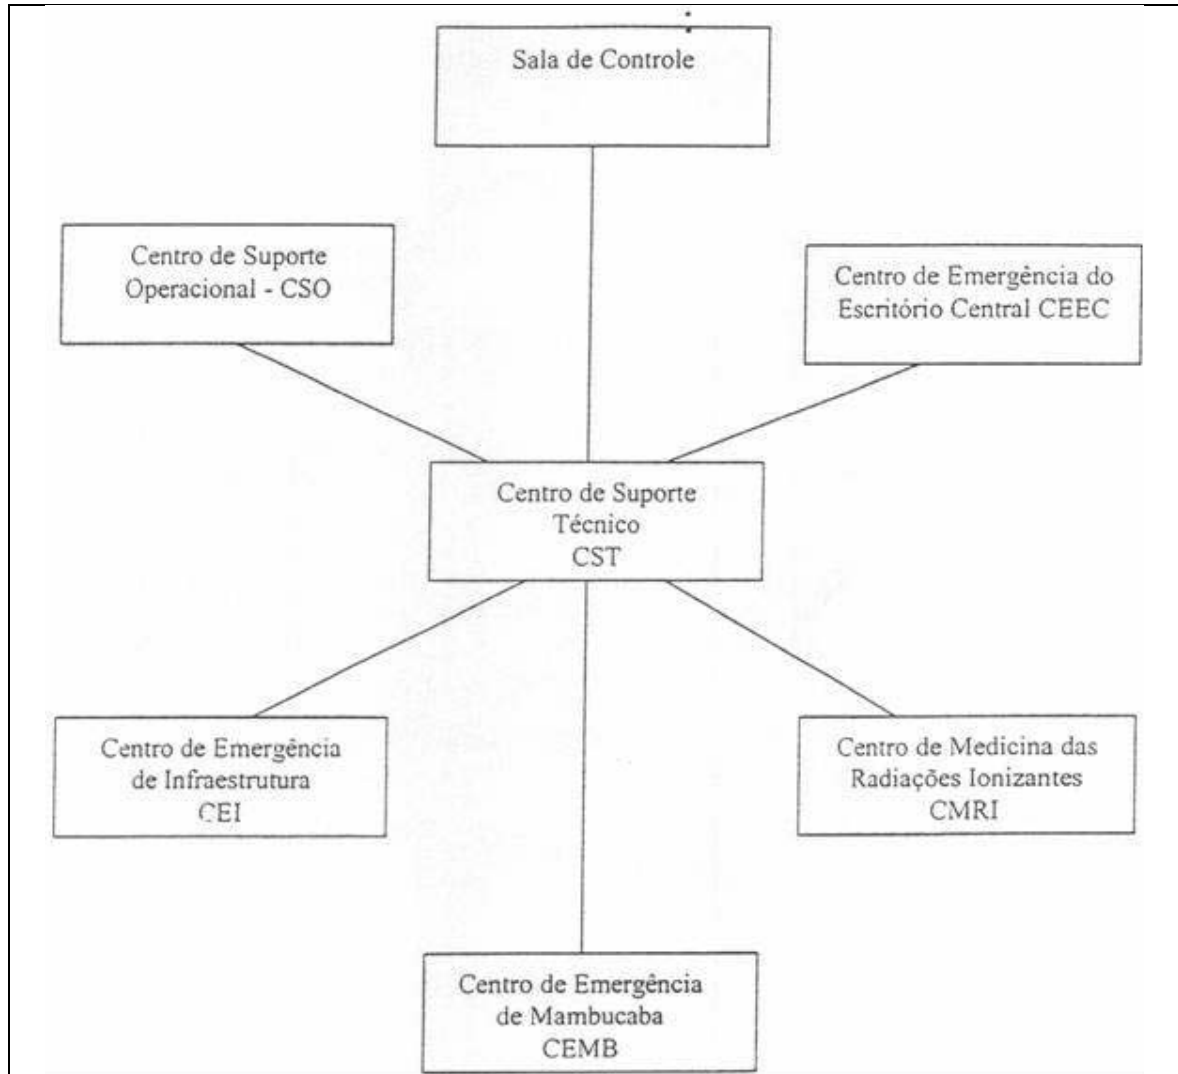 Sala de Controle
Centro de Suporte
Operacional - CSO
Centro de Emergência do
Escritório Central CEEC
Centro de Suporte
Técnico
CST
Centro de Emergência
de Infraestrutura
CEI
Centro de Medicina das
Radiações Ionizantes
CMRI
Centro de Emergência
de Mambucaba
CEMB